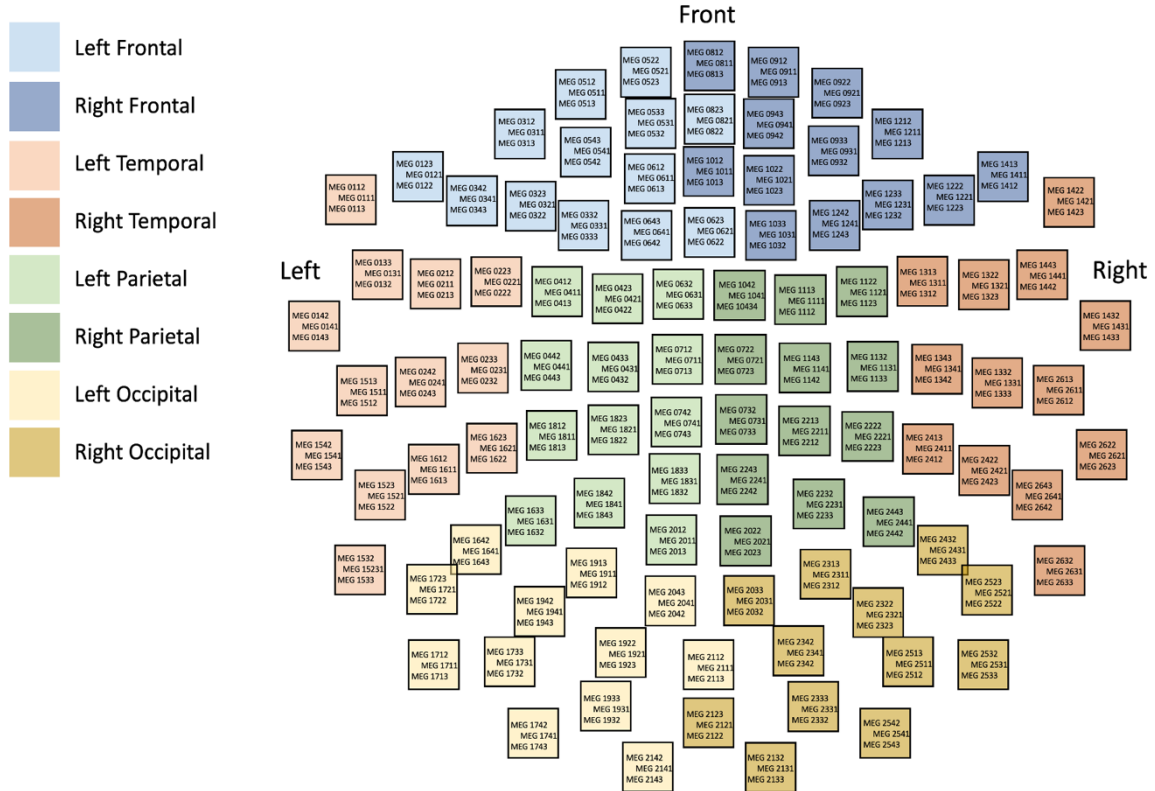 Front
Left Frontal
Right Frontal
Left Temporal
Right Temporal
Left Parietal
Right Parietal
Left Occipital
Right Occipital
Left
Right
MEG 0812
MEG 0811
MEG 0813
MEG 0522
MEG 0521
MEG 0523
MEG 0912
MEG 0911
MEG 0913
MEG 0512
MEG 0511
MEG 0513
MEG 0922
MEG 0921
MEG 0923
MEG 0312
MEG 0311
MEG 0313
MEG 0533
MEG 0531
MEG 0532
MEG 0823
MEG 0821
MEG 0822
MEG 0943
MEG 0941
MEG 0942
MEG 1212
MEG 1211
MEG 1213
MEG 0543
MEG 0541
MEG 0542
MEG 0933
MEG 0931
MEG 0932
MEG 0123
MEG 0121
MEG 0122
MEG 0612
MEG 0611
MEG 0613
MEG 1012
MEG 1011
MEG 1013
MEG 1022
MEG 1021
MEG 1023
MEG 1413
MEG 1411
MEG 1412
MEG 0112
MEG 0111
MEG 0113
MEG 0342
MEG 0341
MEG 0343
MEG 0323
MEG 0321
MEG 0322
MEG 1233
MEG 1231
MEG 1232
MEG 1222
MEG 1221
MEG 1223
MEG 1422
MEG 1421
MEG 1423
MEG 0332
MEG 0331
MEG 0333
MEG 0643
MEG 0641
MEG 0642
MEG 0623
MEG 0621
MEG 0622
MEG 1033
MEG 1031
MEG 1032
MEG 1242
MEG 1241
MEG 1243
MEG 0133
MEG 0131
MEG 0132
MEG 0212
MEG 0211
MEG 0213
MEG 0223
MEG 0221
MEG 0222
MEG 0412
MEG 0411
MEG 0413
MEG 0423
MEG 0421
MEG 0422
MEG 0632
MEG 0631
MEG 0633
MEG 1042
MEG 1041
MEG 10434
MEG 1113
MEG 1111
MEG 1112
MEG 1122
MEG 1121
MEG 1123
MEG 1313
MEG 1311
MEG 1312
MEG 1322
MEG 1321
MEG 1323
MEG 1443
MEG 1441
MEG 1442
MEG 0142
MEG 0141
MEG 0143
MEG 1432
MEG 1431
MEG 1433
MEG 1513
MEG 1511
MEG 1512
MEG 0242
MEG 0241
MEG 0243
MEG 0233
MEG 0231
MEG 0232
MEG 0442
MEG 0441
MEG 0443
MEG 0433
MEG 0431
MEG 0432
MEG 0712
MEG 0711
MEG 0713
MEG 0722
MEG 0721
MEG 0723
MEG 1143
MEG 1141
MEG 1142
MEG 1132
MEG 1131
MEG 1133
MEG 1343
MEG 1341
MEG 1342
MEG 1332
MEG 1331
MEG 1333
MEG 2613
MEG 2611
MEG 2612
MEG 1542
MEG 1541
MEG 1543
MEG 1612
MEG 1611
MEG 1613
MEG 1623
MEG 1621
MEG 1622
MEG 1812
MEG 1811
MEG 1813
MEG 1823
MEG 1821
MEG 1822
MEG 0742
MEG 0741
MEG 0743
MEG 0732
MEG 0731
MEG 0733
MEG 2213
MEG 2211
MEG 2212
MEG 2222
MEG 2221
MEG 2223
MEG 2413
MEG 2411
MEG 2412
MEG 2422
MEG 2421
MEG 2423
MEG 2622
MEG 2621
MEG 2623
MEG 1523
MEG 1521
MEG 1522
MEG 1633
MEG 1631
MEG 1632
MEG 1842
MEG 1841
MEG 1843
MEG 1833
MEG 1831
MEG 1832
MEG 2243
MEG 2241
MEG 2242
MEG 2232
MEG 2231
MEG 2233
MEG 2443
MEG 2441
MEG 2442
MEG 2643
MEG 2641
MEG 2642
MEG 1532
MEG 15231
MEG 1533
MEG 1642
MEG 1641
MEG 1643
MEG 2012
MEG 2011
MEG 2013
MEG 2022
MEG 2021
MEG 2023
MEG 2432
MEG 2431
MEG 2433
MEG 2632
MEG 2631
MEG 2633
MEG 1723
MEG 1721
MEG 1722
MEG 1913
MEG 1911
MEG 1912
MEG 2313
MEG 2311
MEG 2312
MEG 2523
MEG 2521
MEG 2522
MEG 1942
MEG 1941
MEG 1943
MEG 2043
MEG 2041
MEG 2042
MEG 2033
MEG 2031
MEG 2032
MEG 2322
MEG 2321
MEG 2323
MEG 1712
MEG 1711
MEG 1713
MEG 1733
MEG 1731
MEG 1732
MEG 1922
MEG 1921
MEG 1923
MEG 2112
MEG 2111
MEG 2113
MEG 2342
MEG 2341
MEG 2342
MEG 2513
MEG 2511
MEG 2512
MEG 2532
MEG 2531
MEG 2533
MEG 1933
MEG 1931
MEG 1932
MEG 2123
MEG 2121
MEG 2122
MEG 2333
MEG 2331
MEG 2332
MEG 1742
MEG 1741
MEG 1743
MEG 2542
MEG 2541
MEG 2543
MEG 2142
MEG 2141
MEG 2143
MEG 2132
MEG 2131
MEG 2133